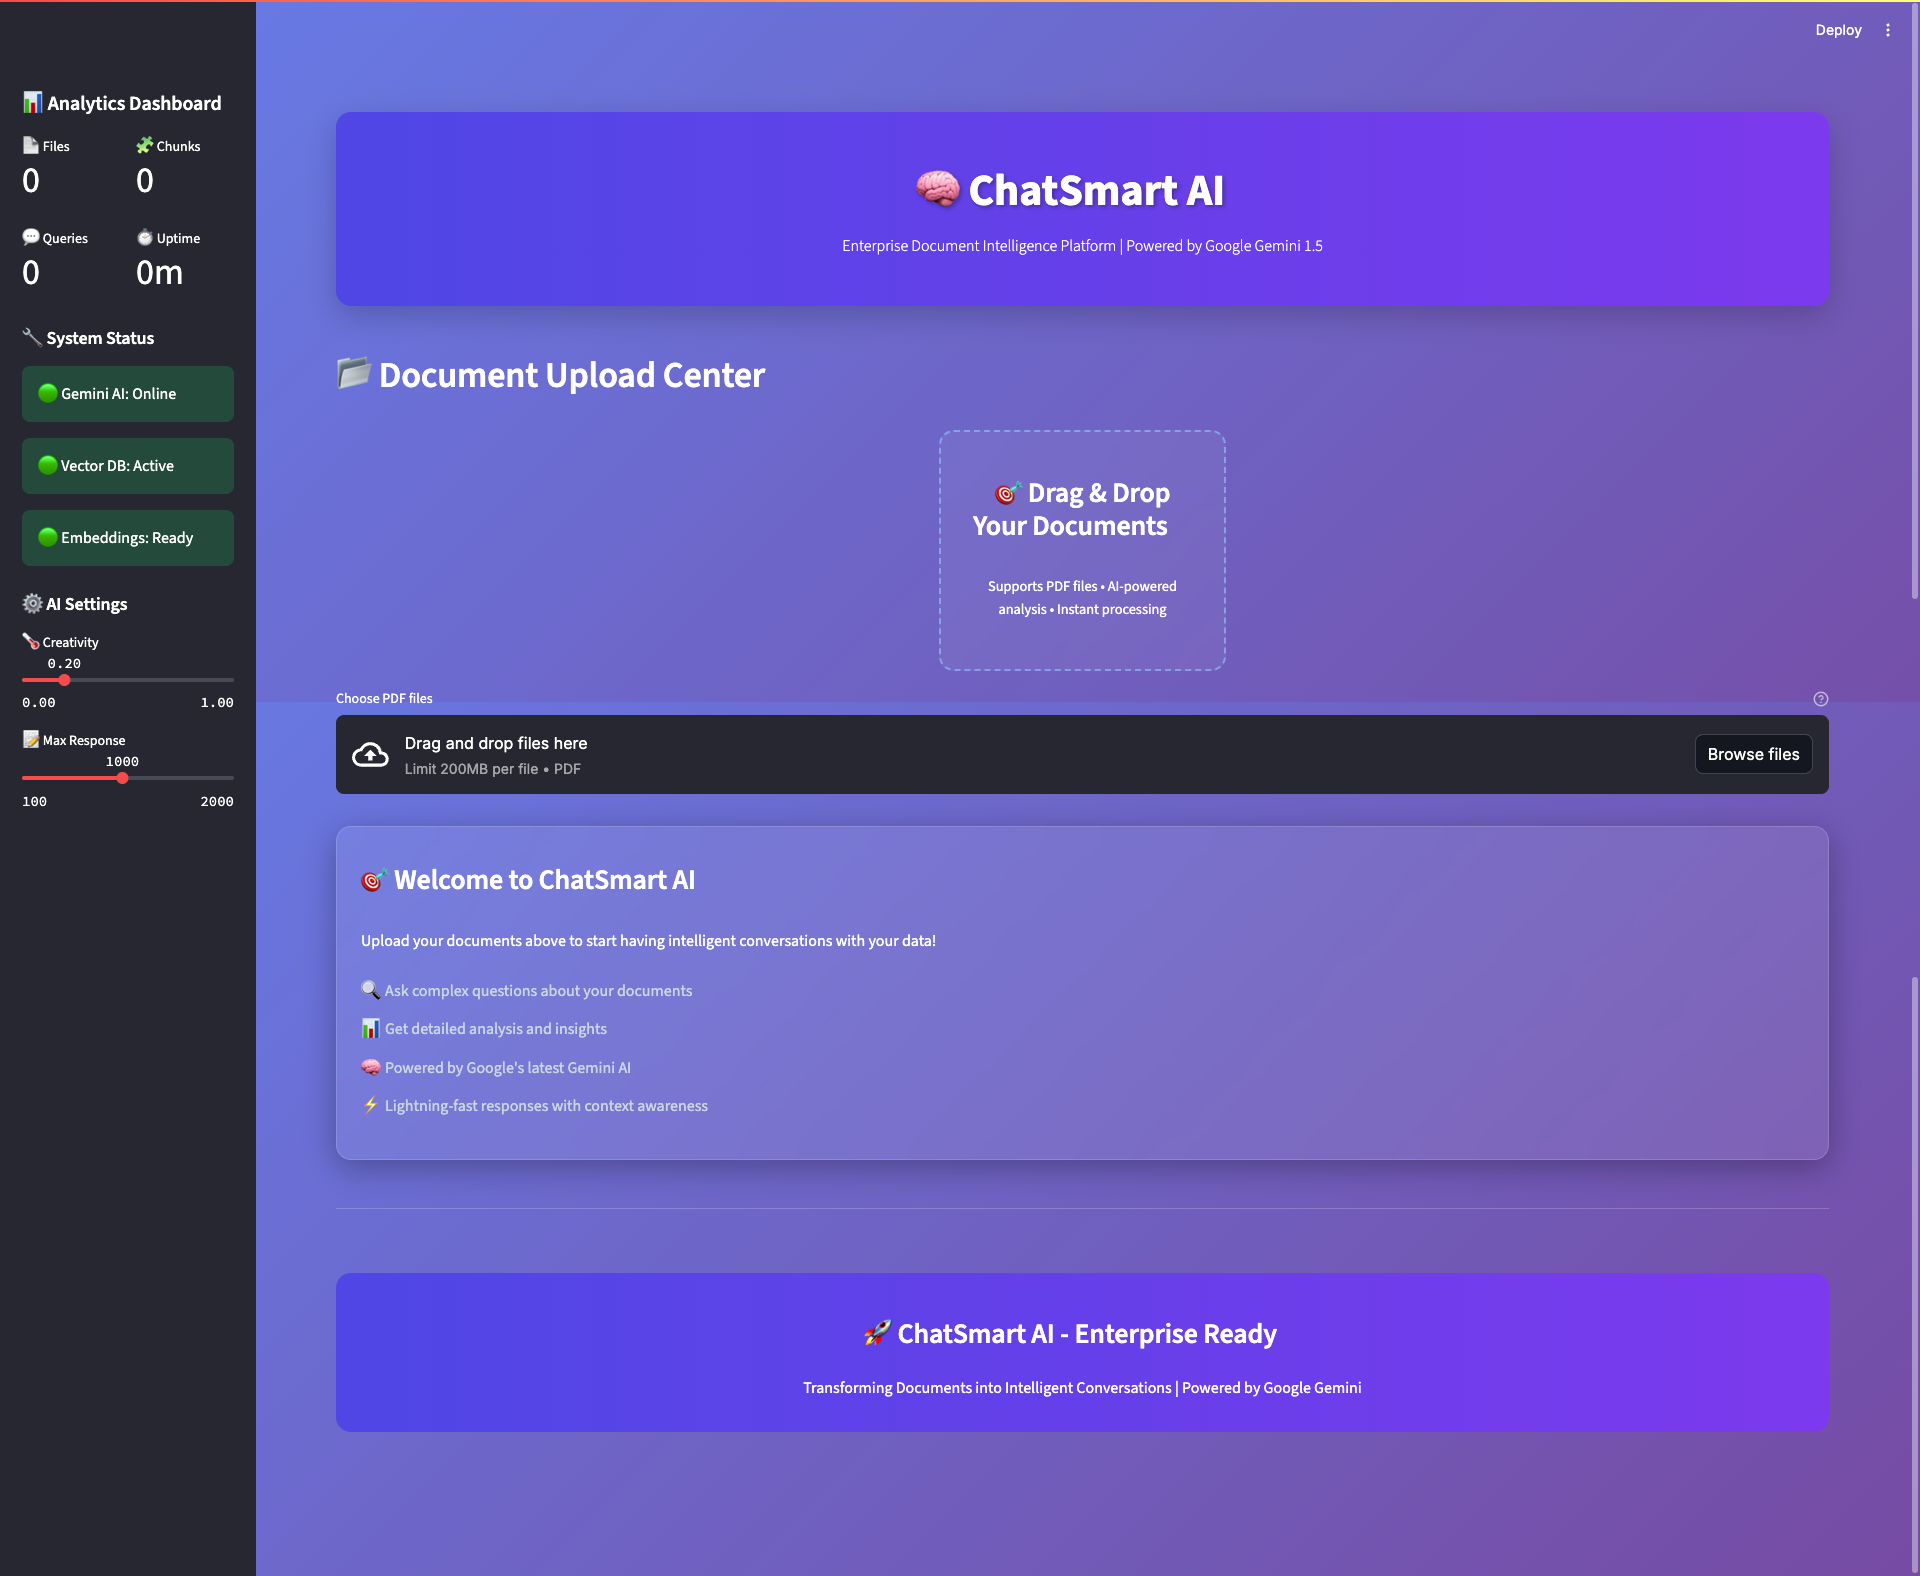 Deploy
📊 Analytics Dashboard
📄 Files
0
🧩 Chunks
0
💬 Queries
0
⏱️ Uptime
0m
🔧 System Status
🟢 Gemini AI: Online
🟢 Vector DB: Active
🟢 Embeddings: Ready
⚙️ AI Settings
🌡️ Creativity
0.20
0.00 1.00
📝 Max Response
1000
100 2000
🧠 ChatSmart AI
Enterprise Document Intelligence Platform | Powered by Google Gemini 1.5
📁 Document Upload Center
🎯 Drag & Drop
Your Documents
Supports PDF files • AI-powered
analysis • Instant processing
Choose PDF files
Drag and drop files here
Limit 200MB per file • PDF
Browse files
🎯 Welcome to ChatSmart AI
Upload your documents above to start having intelligent conversations with your data!
🔍 Ask complex questions about your documents
📊 Get detailed analysis and insights
🧠 Powered by Google's latest Gemini AI
⚡ Lightning-fast responses with context awareness
🚀 ChatSmart AI - Enterprise Ready
Transforming Documents into Intelligent Conversations | Powered by Google Gemini